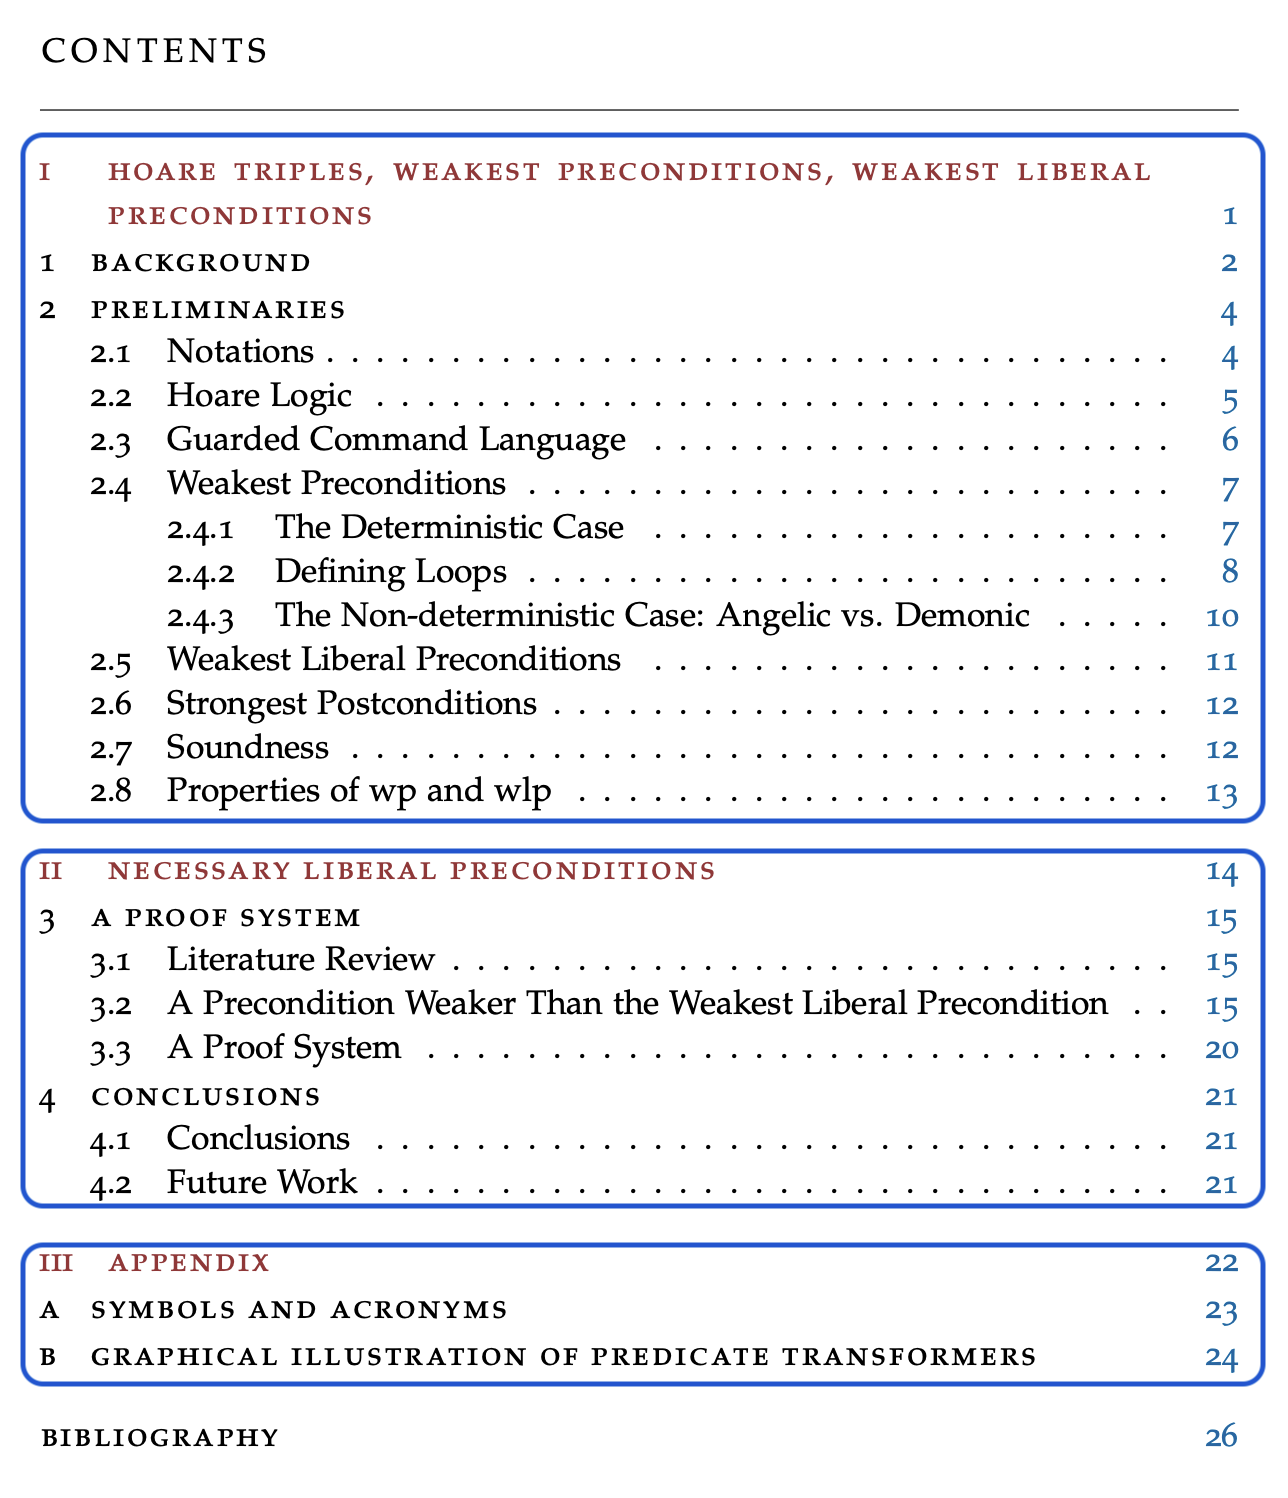 CONTENTS
I HOARE TRIPLES, WEAKEST PRECONDITIONS, WEAKEST LIBERAL
PRECONDITIONS 1
1 BACKGROUND 2
2 PRELIMINARIES 4
2.1 Notations . . . . . . . . . . . . . . . . . . . . . . . . . . . . . . . . . . 4
2.2 Hoare Logic . . . . . . . . . . . . . . . . . . . . . . . . . . . . . . . . 5
2.3 Guarded Command Language . . . . . . . . . . . . . . . . . . . . . 6
2.4 Weakest Preconditions . . . . . . . . . . . . . . . . . . . . . . . . . . 7
2.4.1 The Deterministic Case . . . . . . . . . . . . . . . . . . . . . 7
2.4.2 Defining Loops . . . . . . . . . . . . . . . . . . . . . . . . . . 8
2.4.3 The Non-deterministic Case: Angelic vs. Demonic . . . . . 10
2.5 Weakest Liberal Preconditions . . . . . . . . . . . . . . . . . . . . . 11
2.6 Strongest Postconditions . . . . . . . . . . . . . . . . . . . . . . . . . 12
2.7 Soundness . . . . . . . . . . . . . . . . . . . . . . . . . . . . . . . . . 12
2.8 Properties of wp and wlp . . . . . . . . . . . . . . . . . . . . . . . . 13
II NECESSARY LIBERAL PRECONDITIONS 14
3 A PROOF SYSTEM 15
3.1 Literature Review . . . . . . . . . . . . . . . . . . . . . . . . . . . . . 15
3.2 A Precondition Weaker Than the Weakest Liberal Precondition . . 15
3.3 A Proof System . . . . . . . . . . . . . . . . . . . . . . . . . . . . . . 20
4 CONCLUSIONS 21
4.1 Conclusions . . . . . . . . . . . . . . . . . . . . . . . . . . . . . . . . 21
4.2 Future Work . . . . . . . . . . . . . . . . . . . . . . . . . . . . . . . . 21
III APPENDIX 22
A SYMBOLS AND ACRONYMS 23
B GRAPHICAL ILLUSTRATION OF PREDICATE TRANSFORMERS 24
BIBLIOGRAPHY 26